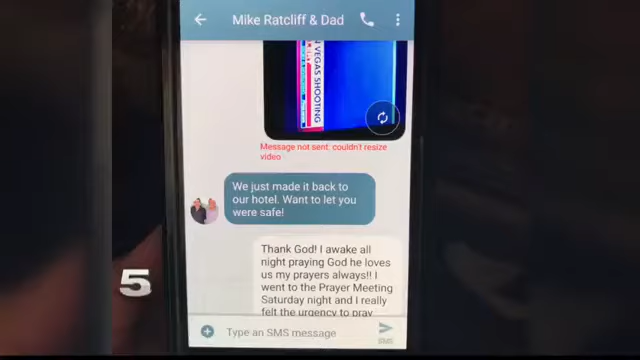 Mike Ratcliff & Dad
VEGAS SHOOTING
Message not sent: couldn't resize
video
We just made it back to
our hotel. Want to let you
were safe!
Thank God! I awake all
night praying God he loves
us my prayers always!! I
went to the Prayer Meeting
Saturday night and I really
felt the urgency to pray
Type an SMS message
SMS
5